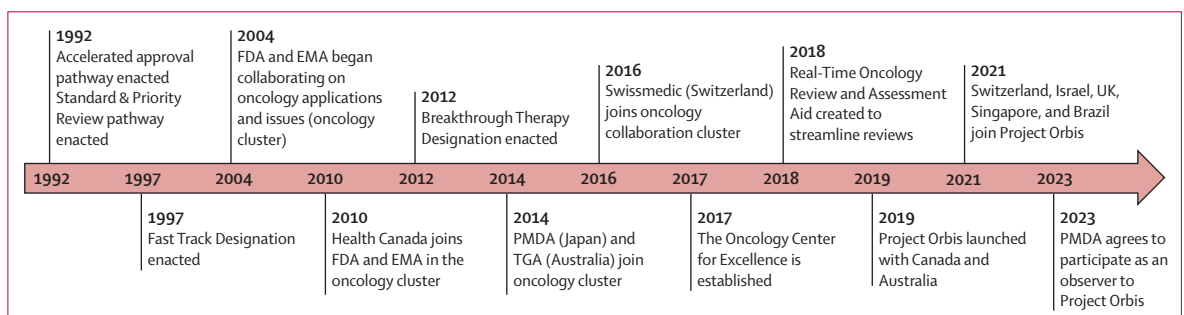 1992
Accelerated approval
pathway enacted
Standard & Priority
Review pathway
enacted
2004
FDA and EMA began
collaborating on
oncology applications
and issues (oncology
cluster)
2012
Breakthrough Therapy
Designation enacted
2016
Swissmedic (Switzerland)
joins oncology
collaboration cluster
2018
Real-Time Oncology
Review and Assessment
Aid created to
streamline reviews
2021
Switzerland, Israel, UK,
Singapore, and Brazil
join Project Orbis
1992 1997 2004 2010 2012 2014 2016 2017 2018 2019 2021 2023
1997
Fast Track Designation
enacted
2010
Health Canada joins
FDA and EMA in the
oncology cluster
2014
PMDA (Japan) and
TGA (Australia) join
oncology cluster
2017
The Oncology Center
for Excellence is
established
2019
Project Orbis launched
with Canada and
Australia
2023
PMDA agrees to
participate as an
observer to
Project Orbis